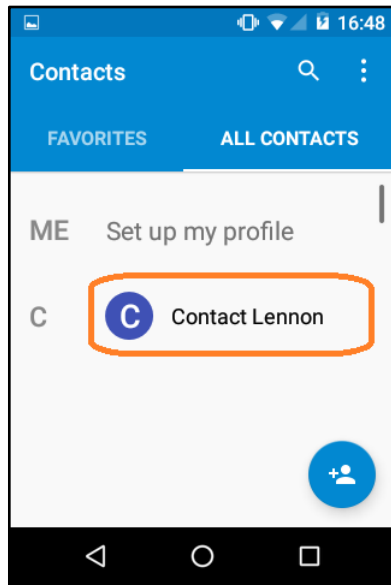 16:48
Contacts
FAVORITES ALL CONTACTS
ME Set up my profile
C C Contact Lennon